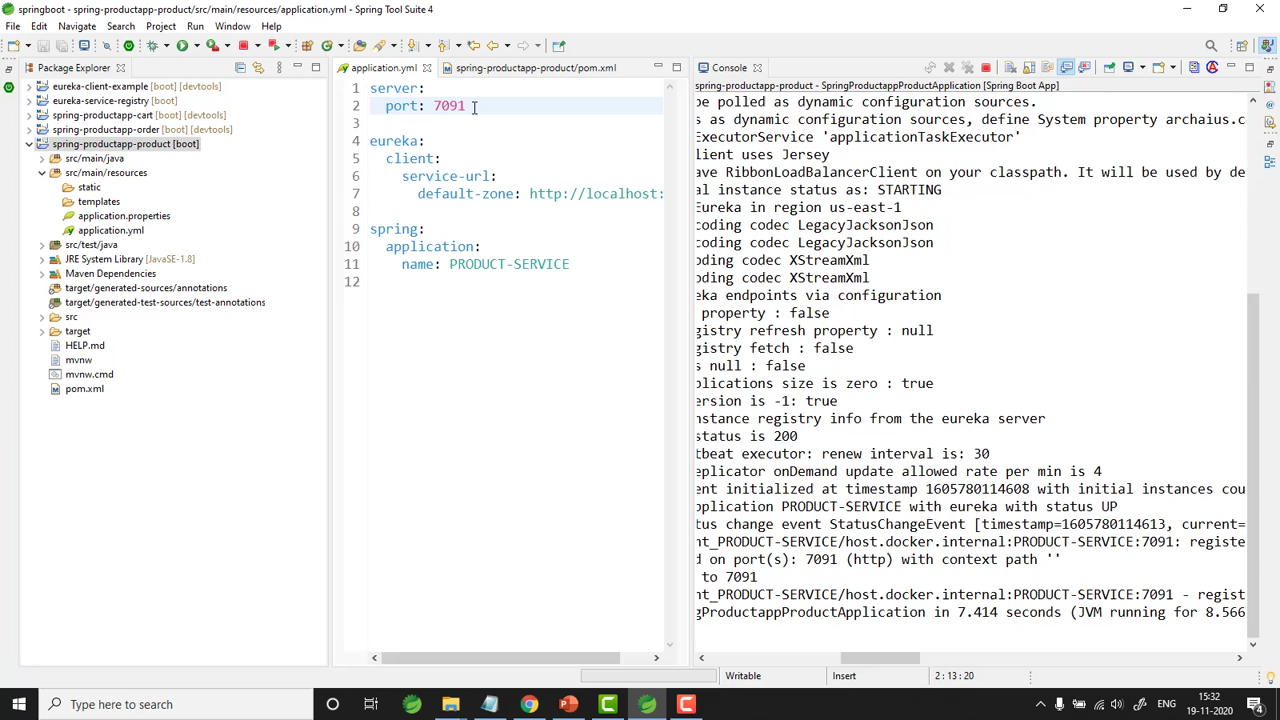 springboot - spring-productapp-product/src/main/resources/application.yml - Spring Tool Suite 4
File Edit Navigate Search Project Run Window Help
Package Explorer
eureka-client-example [boot] [devtools]
eureka-service-registry [boot] [devtools]
spring-productapp-cart [boot] [devtools]
spring-productapp-order [boot] [devtools]
spring-productapp-product [boot]
src/main/java
src/main/resources
static
templates
application.properties
application.yml
src/test/java
JRE System Library [JavaSE-1.8]
Maven Dependencies
target/generated-sources/annotations
target/generated-test-sources/test-annotations
src
target
HELP.md
mvnw
mvnw.cmd
pom.xml
application.yml spring-productapp-product/pom.xml
1 server:
2 port: 7091
3
4 eureka:
5 client:
6 service-url:
7 default-zone: http://localhost:
8
9 spring:
10 application:
11 name: PRODUCT-SERVICE
12
Console
spring-productapp-product - SpringProductappProductApplication [Spring Boot App]
be polled as dynamic configuration sources.
s as dynamic configuration sources, define System property archaius.c
ExecutorService 'applicationTaskExecutor'
lient uses Jersey
ave RibbonLoadBalancerClient on your classpath. It will be used by de
al instance status as: STARTING
Eureka in region us-east-1
coding codec LegacyJacksonJson
coding codec LegacyJacksonJson
oding codec XStreamXml
oding codec XStreamXml
eka endpoints via configuration
property : false
gistry refresh property : null
gistry fetch : false
s null : false
plications size is zero : true
ersion is -1: true
nstance registry info from the eureka server
status is 200
tbeat executor: renew interval is: 30
eplicator onDemand update allowed rate per min is 4
ent initialized at timestamp 1605780114608 with initial instances cou
pplication PRODUCT-SERVICE with eureka with status UP
tus change event StatusChangeEvent [timestamp=1605780114613, current=
nt_PRODUCT-SERVICE/host.docker.internal:PRODUCT-SERVICE:7091: registe
d on port(s): 7091 (http) with context path ''
to 7091
nt_PRODUCT-SERVICE/host.docker.internal:PRODUCT-SERVICE:7091 - regist
gProductappProductApplication in 7.414 seconds (JVM running for 8.566
Writable Insert 2 : 13 : 20
Type here to search
ENG
15:32
19-11-2020
4